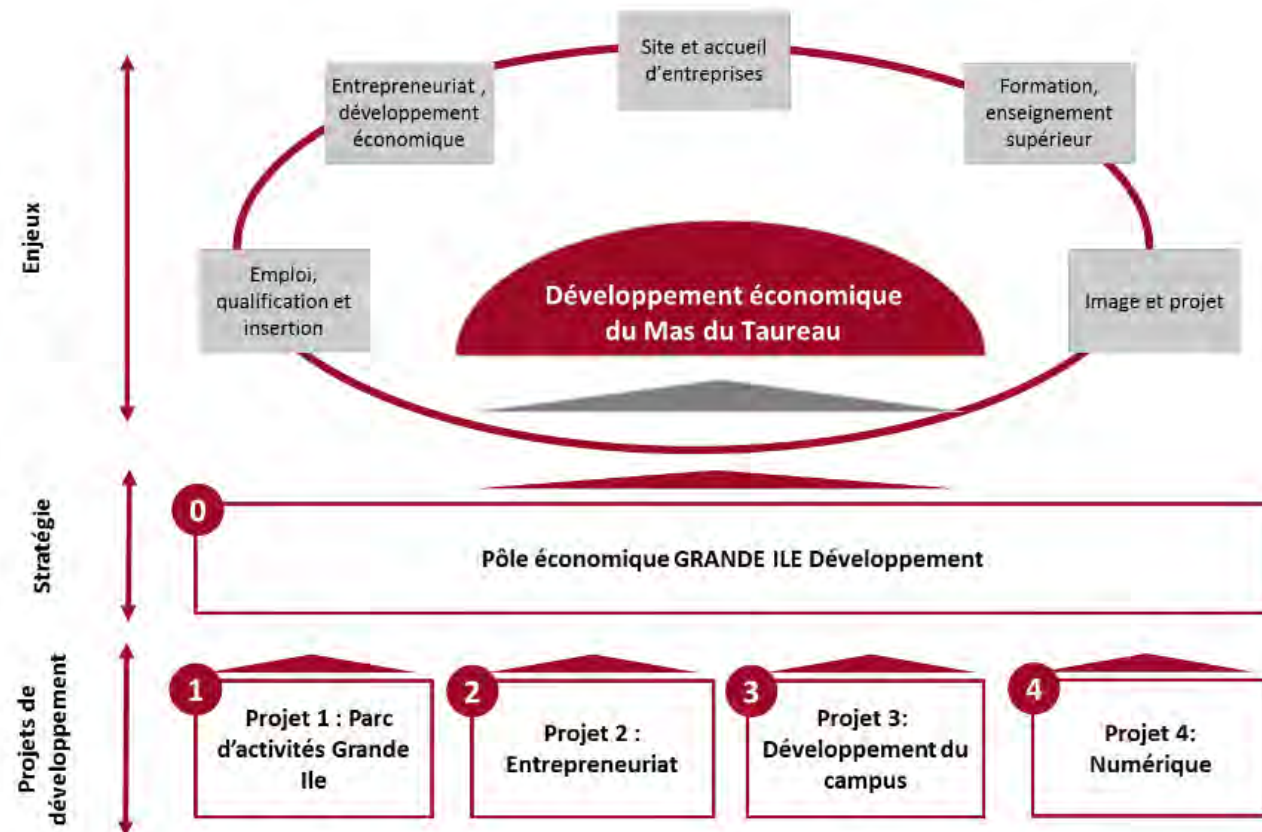 Enjeux
Site et accueil
d'entreprises
Entrepreneuriat ,
développement
économique
Formation,
enseignement
supérieur
Emploi,
qualification et
insertion
Image et projet
Développement économique
du Mas du Taureau
Stratégie
0
Pôle économique GRANDE ILE Développement
Projets de
développement
1
Projet 1 : Parc
d'activités Grande
Ile
2
Projet 2 :
Entrepreneuriat
3
Projet 3:
Développement du
campus
4
Projet 4:
Numérique